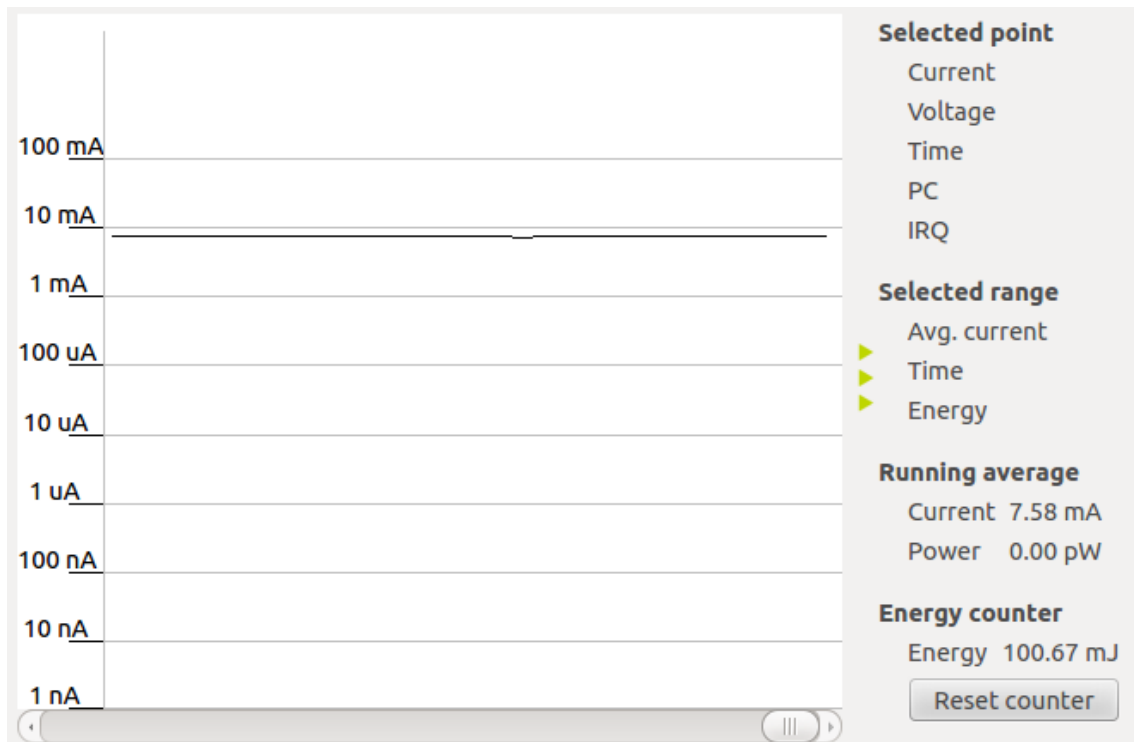 100 mA
10 mA
1 mA
100 uA
10 uA
1 uA
100 nA
10 nA
1 nA
Selected point
Current
Voltage
Time
PC
IRQ
Selected range
Avg. current
Time
Energy
Running average
Current 7.58 mA
Power 0.00 pW
Energy counter
Energy 100.67 mJ
Reset counter